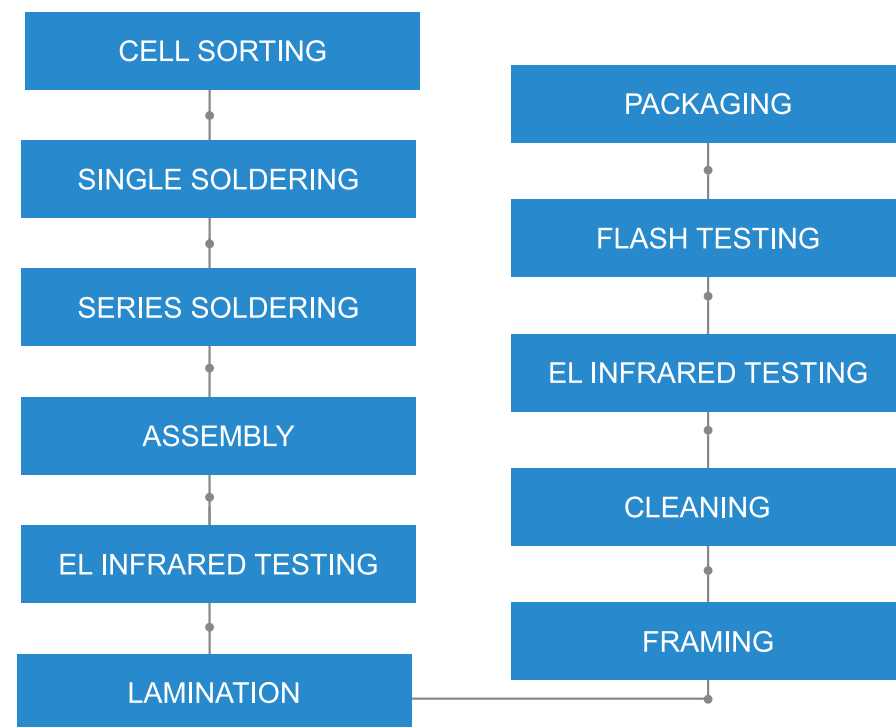 CELL SORTING
SINGLE SOLDERING
SERIES SOLDERING
ASSEMBLY
EL INFRARED TESTING
LAMINATION
PACKAGING
FLASH TESTING
EL INFRARED TESTING
CLEANING
FRAMING